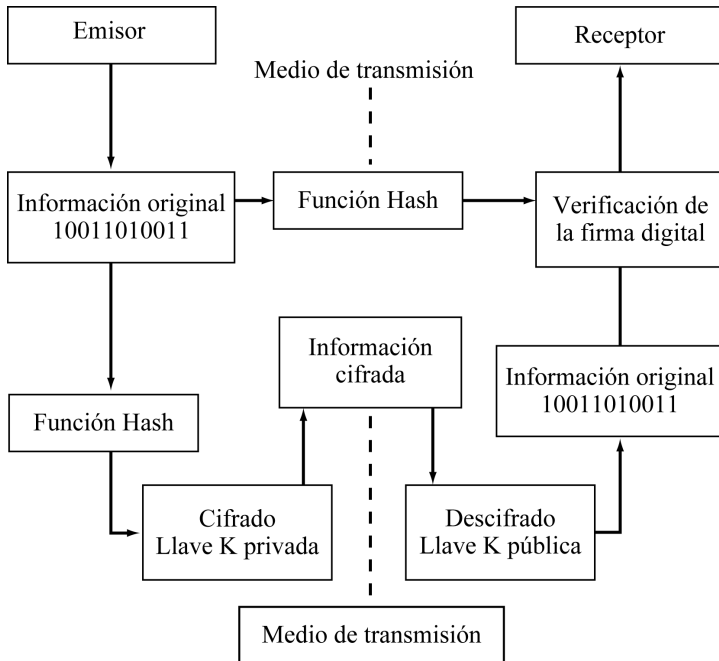 Emisor
Receptor
Medio de transmisión
Información original
10011010011
Función Hash
Verificación de
la firma digital
Información
cifrada
Información original
10011010011
Función Hash
Cifrado
Llave K privada
Descifrado
Llave K pública
Medio de transmisión